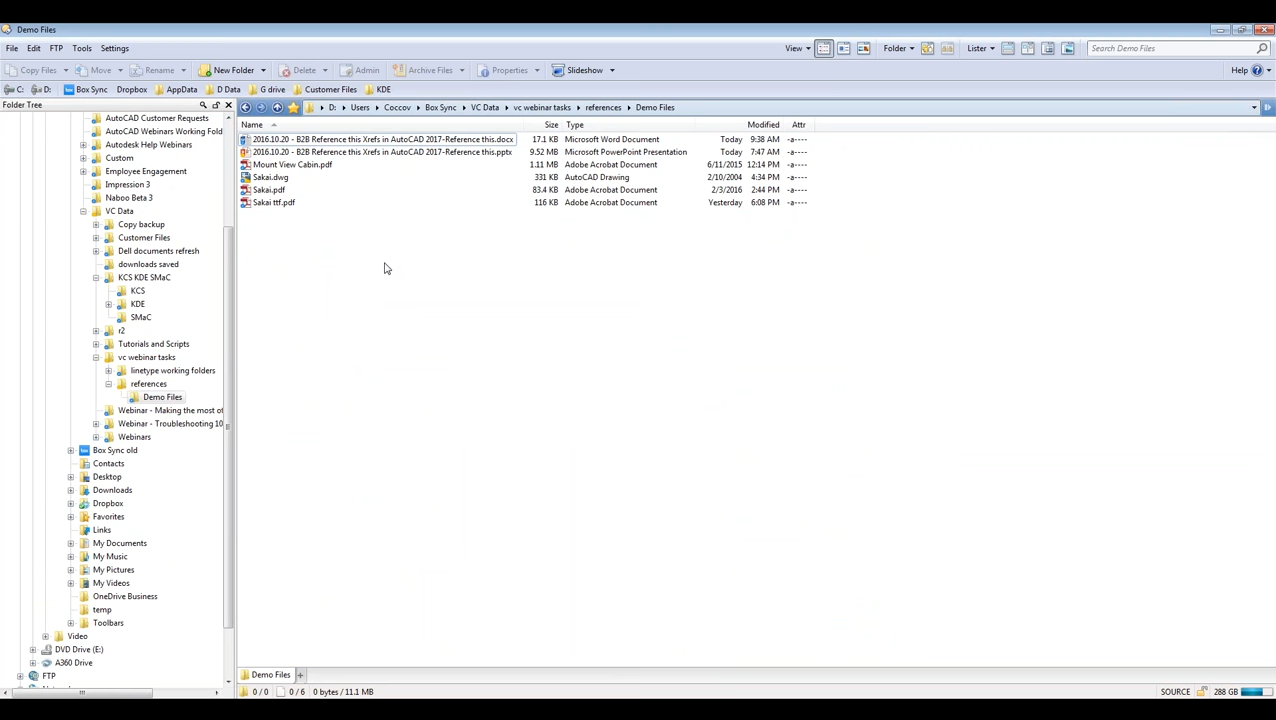 Demo Files
File Edit FTP Tools Settings View Folder Lister Search Demo Files
Copy Files Move Rename New Folder Delete Admin Archive Files Properties Slideshow Help
C: D: Box Sync Dropbox AppData D Data G drive Customer Files KDE
Folder Tree
D: Users Coccov Box Sync VC Data vc webinar tasks references Demo Files
AutoCAD Customer Requests
AutoCAD Webinars Working Fold
Autodesk Help Webinars
Custom
Employee Engagement
Impression 3
Naboo Beta 3
VC Data
Copy backup
Customer Files
Dell documents refresh
downloads saved
KCS KDE SMaC
KCS
KDE
SMaC
r2
Tutorials and Scripts
vc webinar tasks
linetype working folders
references
Demo Files
Webinar - Making the most of
Webinar - Troubleshooting 10
Webinars
Box Sync old
Contacts
Desktop
Downloads
Dropbox
Favorites
Links
My Documents
My Music
My Pictures
My Videos
OneDrive Business
temp
Toolbars
Video
DVD Drive (E:)
A360 Drive
FTP
Name Size Type Modified Attr
2016.10.20 - B2B Reference this Xrefs in AutoCAD 2017-Reference this.docx 17.1 KB Microsoft Word Document Today 9:38 AM -a----
2016.10.20 - B2B Reference this Xrefs in AutoCAD 2017-Reference this.pptx 9.52 MB Microsoft PowerPoint Presentation Today 7:47 AM -a----
Mount View Cabin.pdf 1.11 MB Adobe Acrobat Document 6/11/2015 12:14 PM -a----
Sakai.dwg 331 KB AutoCAD Drawing 2/10/2004 4:34 PM -a----
Sakai.pdf 83.4 KB Adobe Acrobat Document 2/3/2016 2:44 PM -a----
Sakai ttf.pdf 116 KB Adobe Acrobat Document Yesterday 6:08 PM -a----
Demo Files
0 / 0 0 / 6 0 bytes / 11.1 MB SOURCE 288 GB